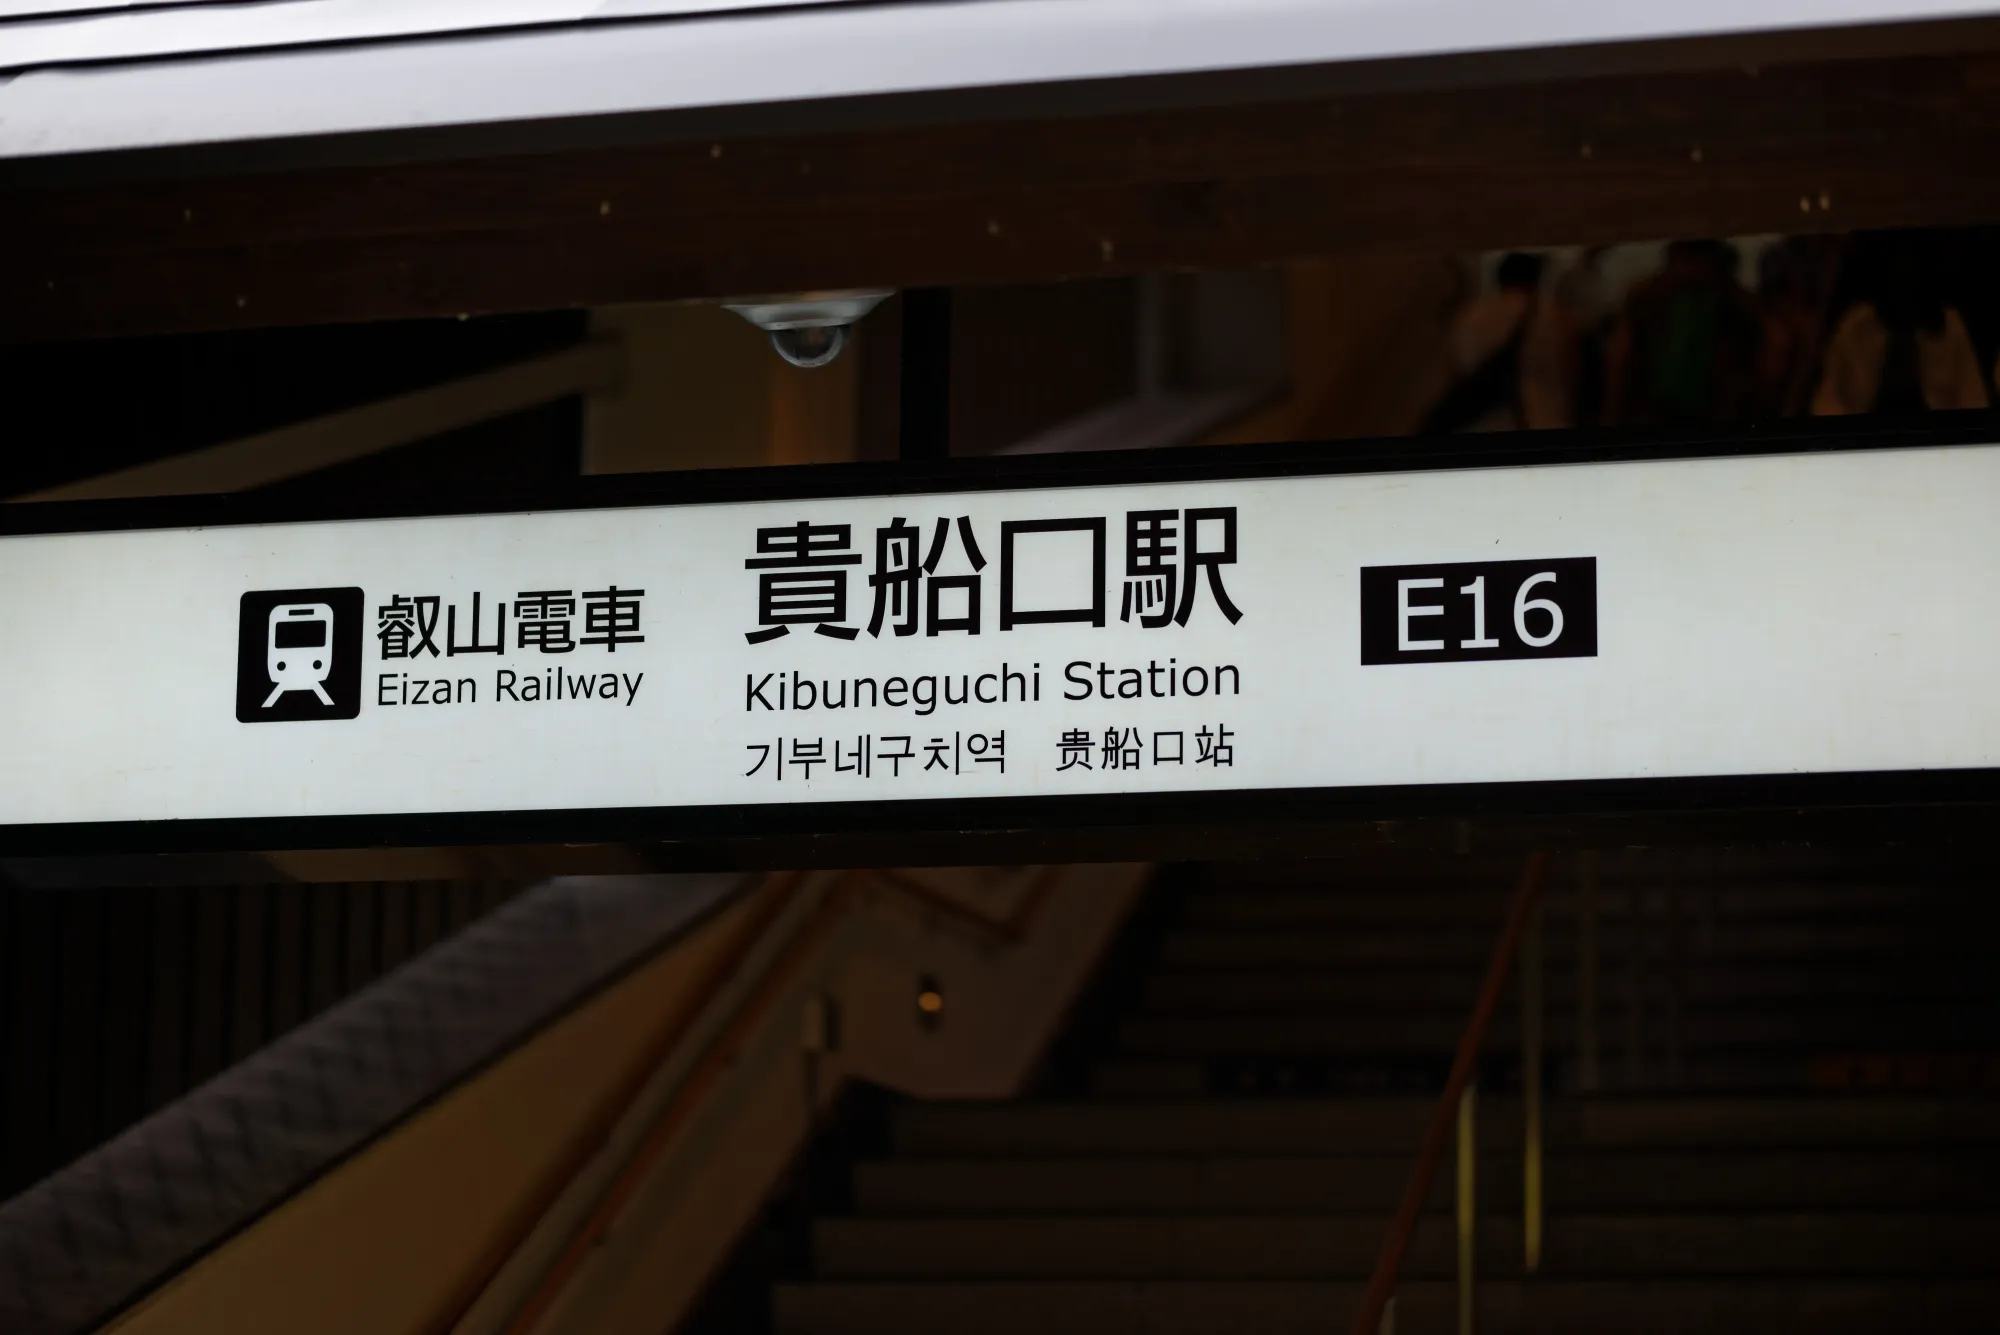 叡山電車
Eizan Railway
貴船口駅
Kibuneguchi Station
기부네구치역 贵船口站
E16